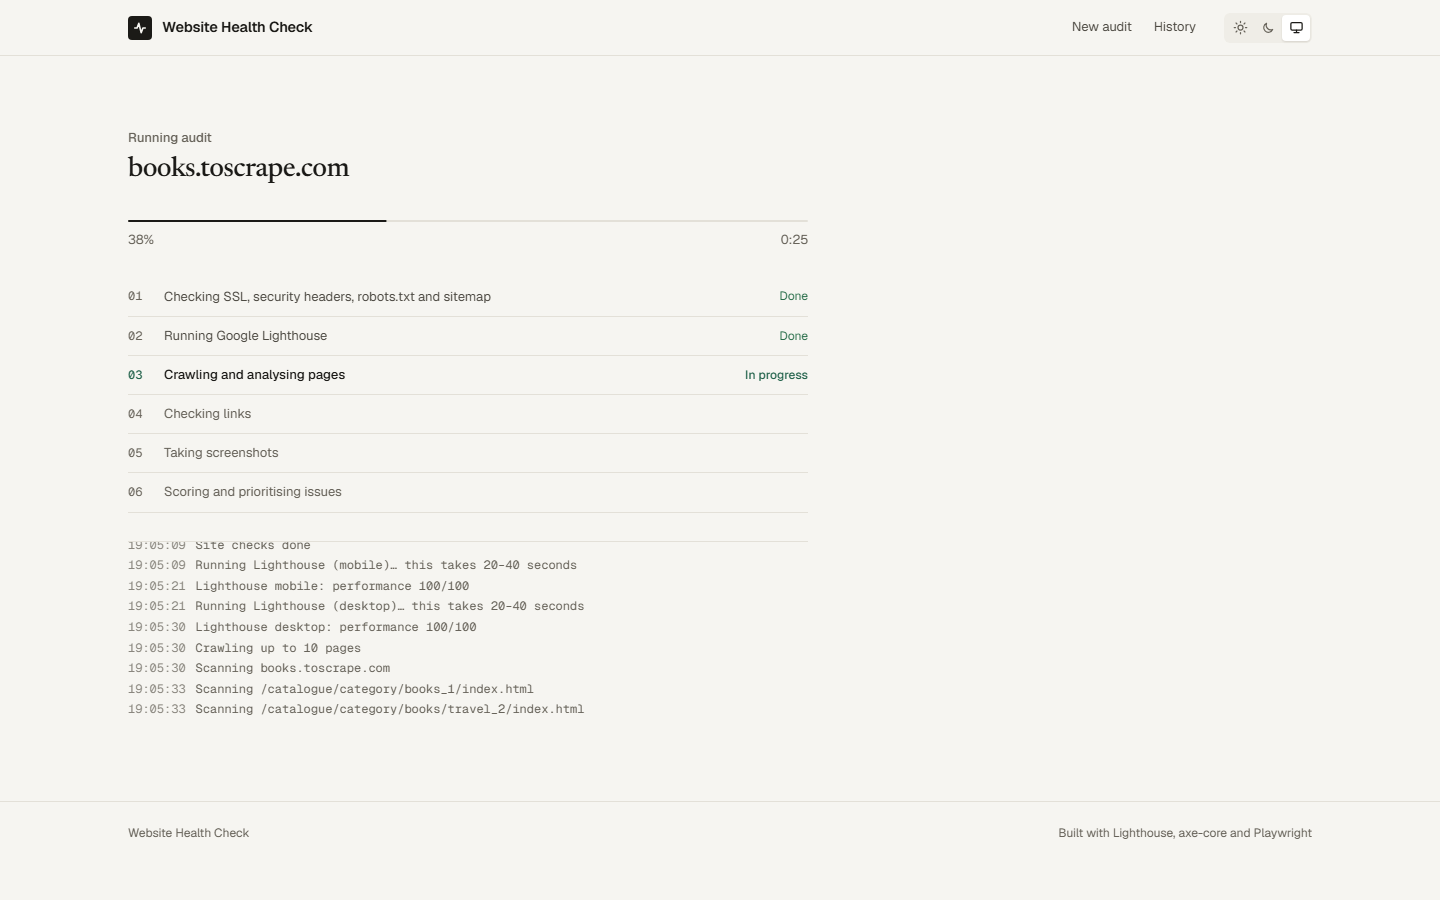 Website Health Check
New audit
History
Running audit
books.toscrape.com
38%
0:25
01 Checking SSL, security headers, robots.txt and sitemap Done
02 Running Google Lighthouse Done
03 Crawling and analysing pages In progress
04 Checking links
05 Taking screenshots
06 Scoring and prioritising issues
19:05:09 Site checks done
19:05:09 Running Lighthouse (mobile)… this takes 20–40 seconds
19:05:21 Lighthouse mobile: performance 100/100
19:05:21 Running Lighthouse (desktop)… this takes 20–40 seconds
19:05:30 Lighthouse desktop: performance 100/100
19:05:30 Crawling up to 10 pages
19:05:30 Scanning books.toscrape.com
19:05:33 Scanning /catalogue/category/books_1/index.html
19:05:33 Scanning /catalogue/category/books/travel_2/index.html
Website Health Check
Built with Lighthouse, axe-core and Playwright